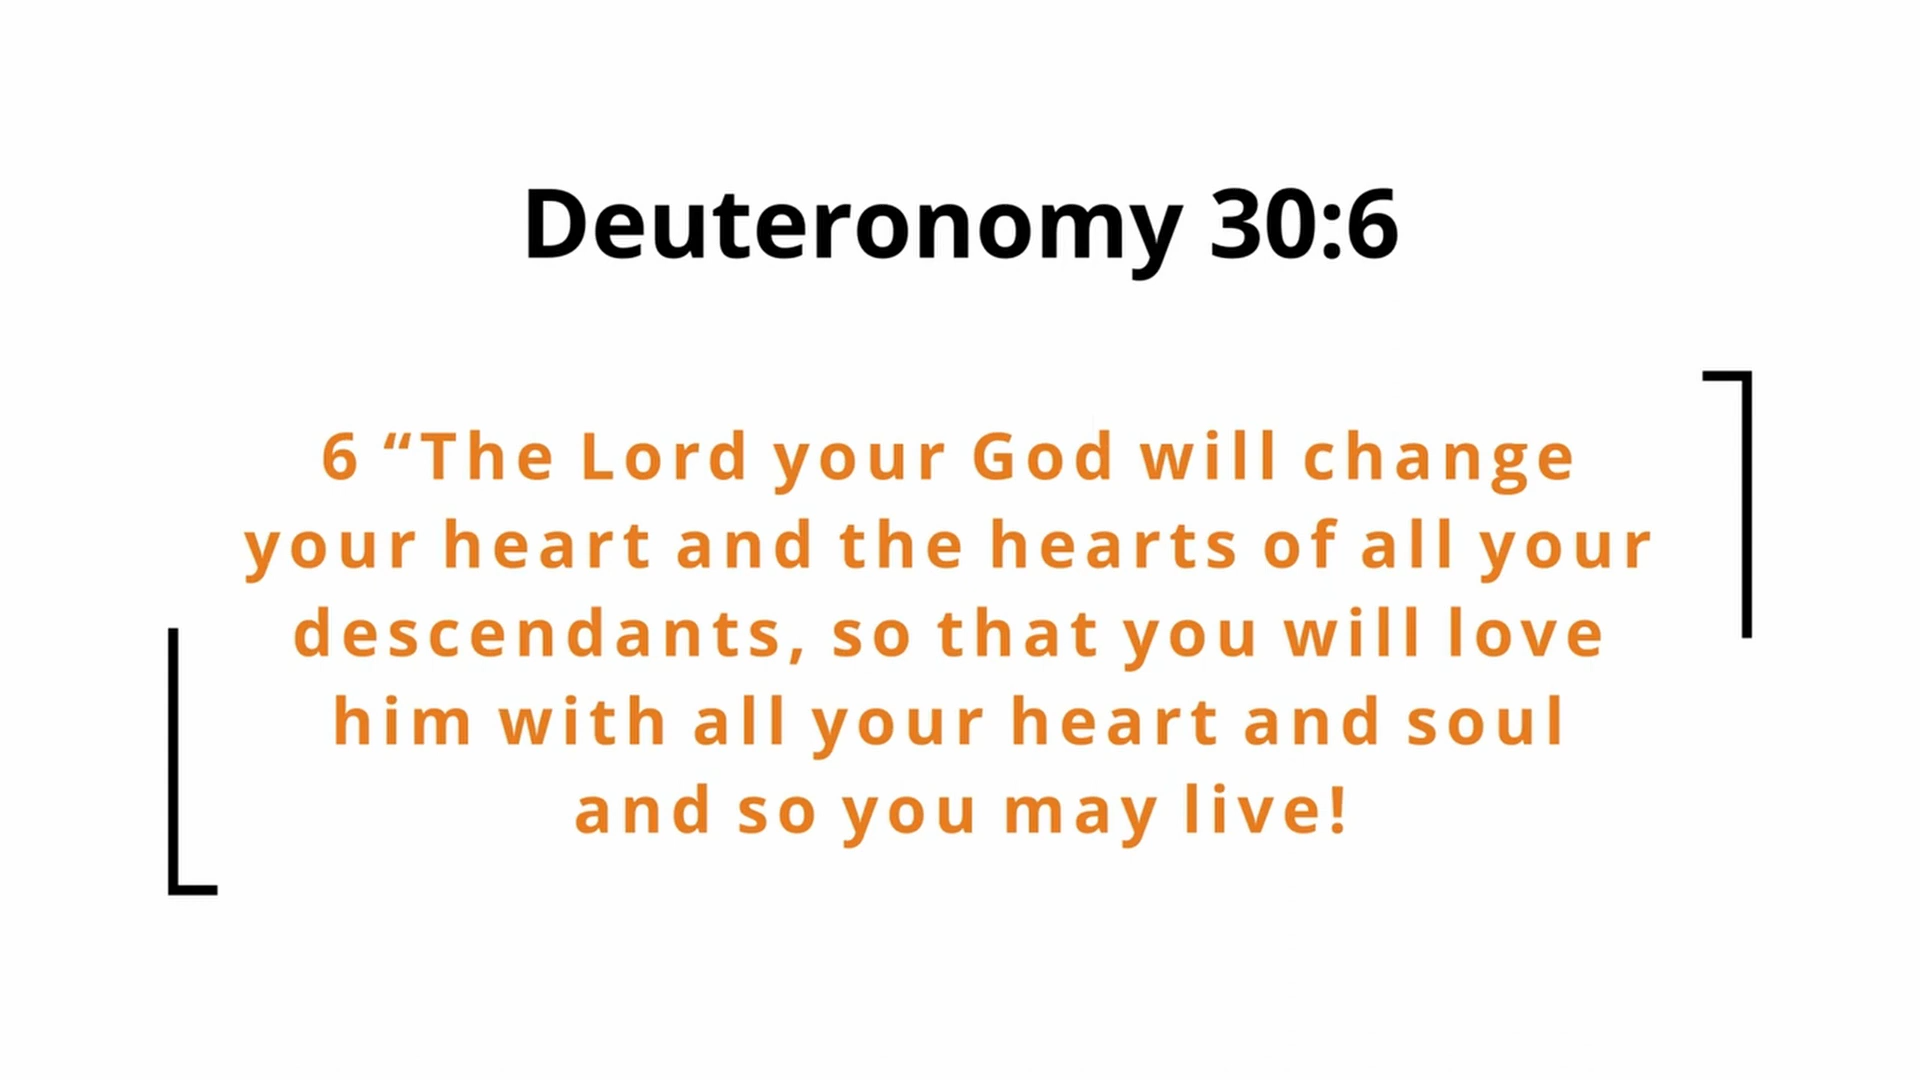 Deuteronomy 30:6
6 “The Lord your God will change
your heart and the hearts of all your
descendants, so that you will love
him with all your heart and soul
and so you may live!